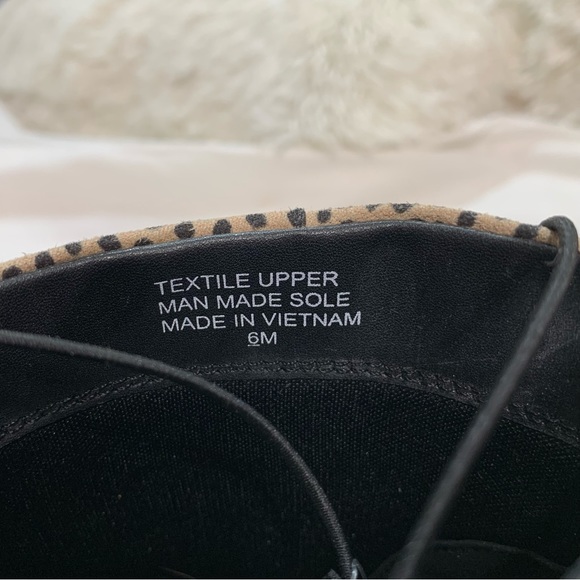 TEXTILE UPPER
MAN MADE SOLE
MADE IN VIETNAM
6M